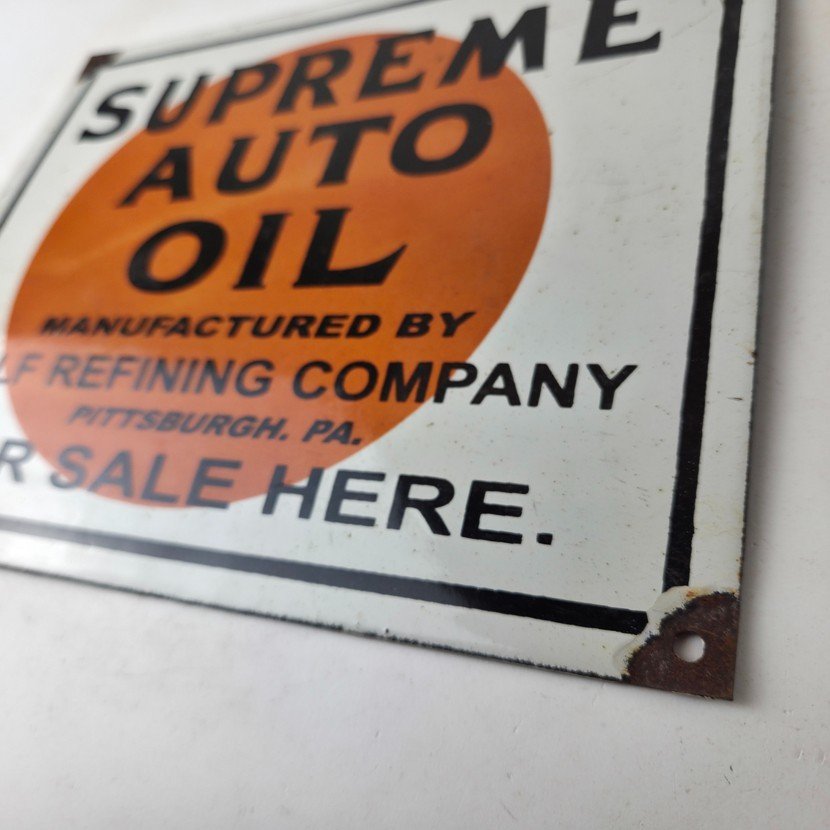 SUPREME
AUTO
OIL
MANUFACTURED BY
LF REFINING COMPANY
PITTSBURGH. PA.
R SALE HERE.